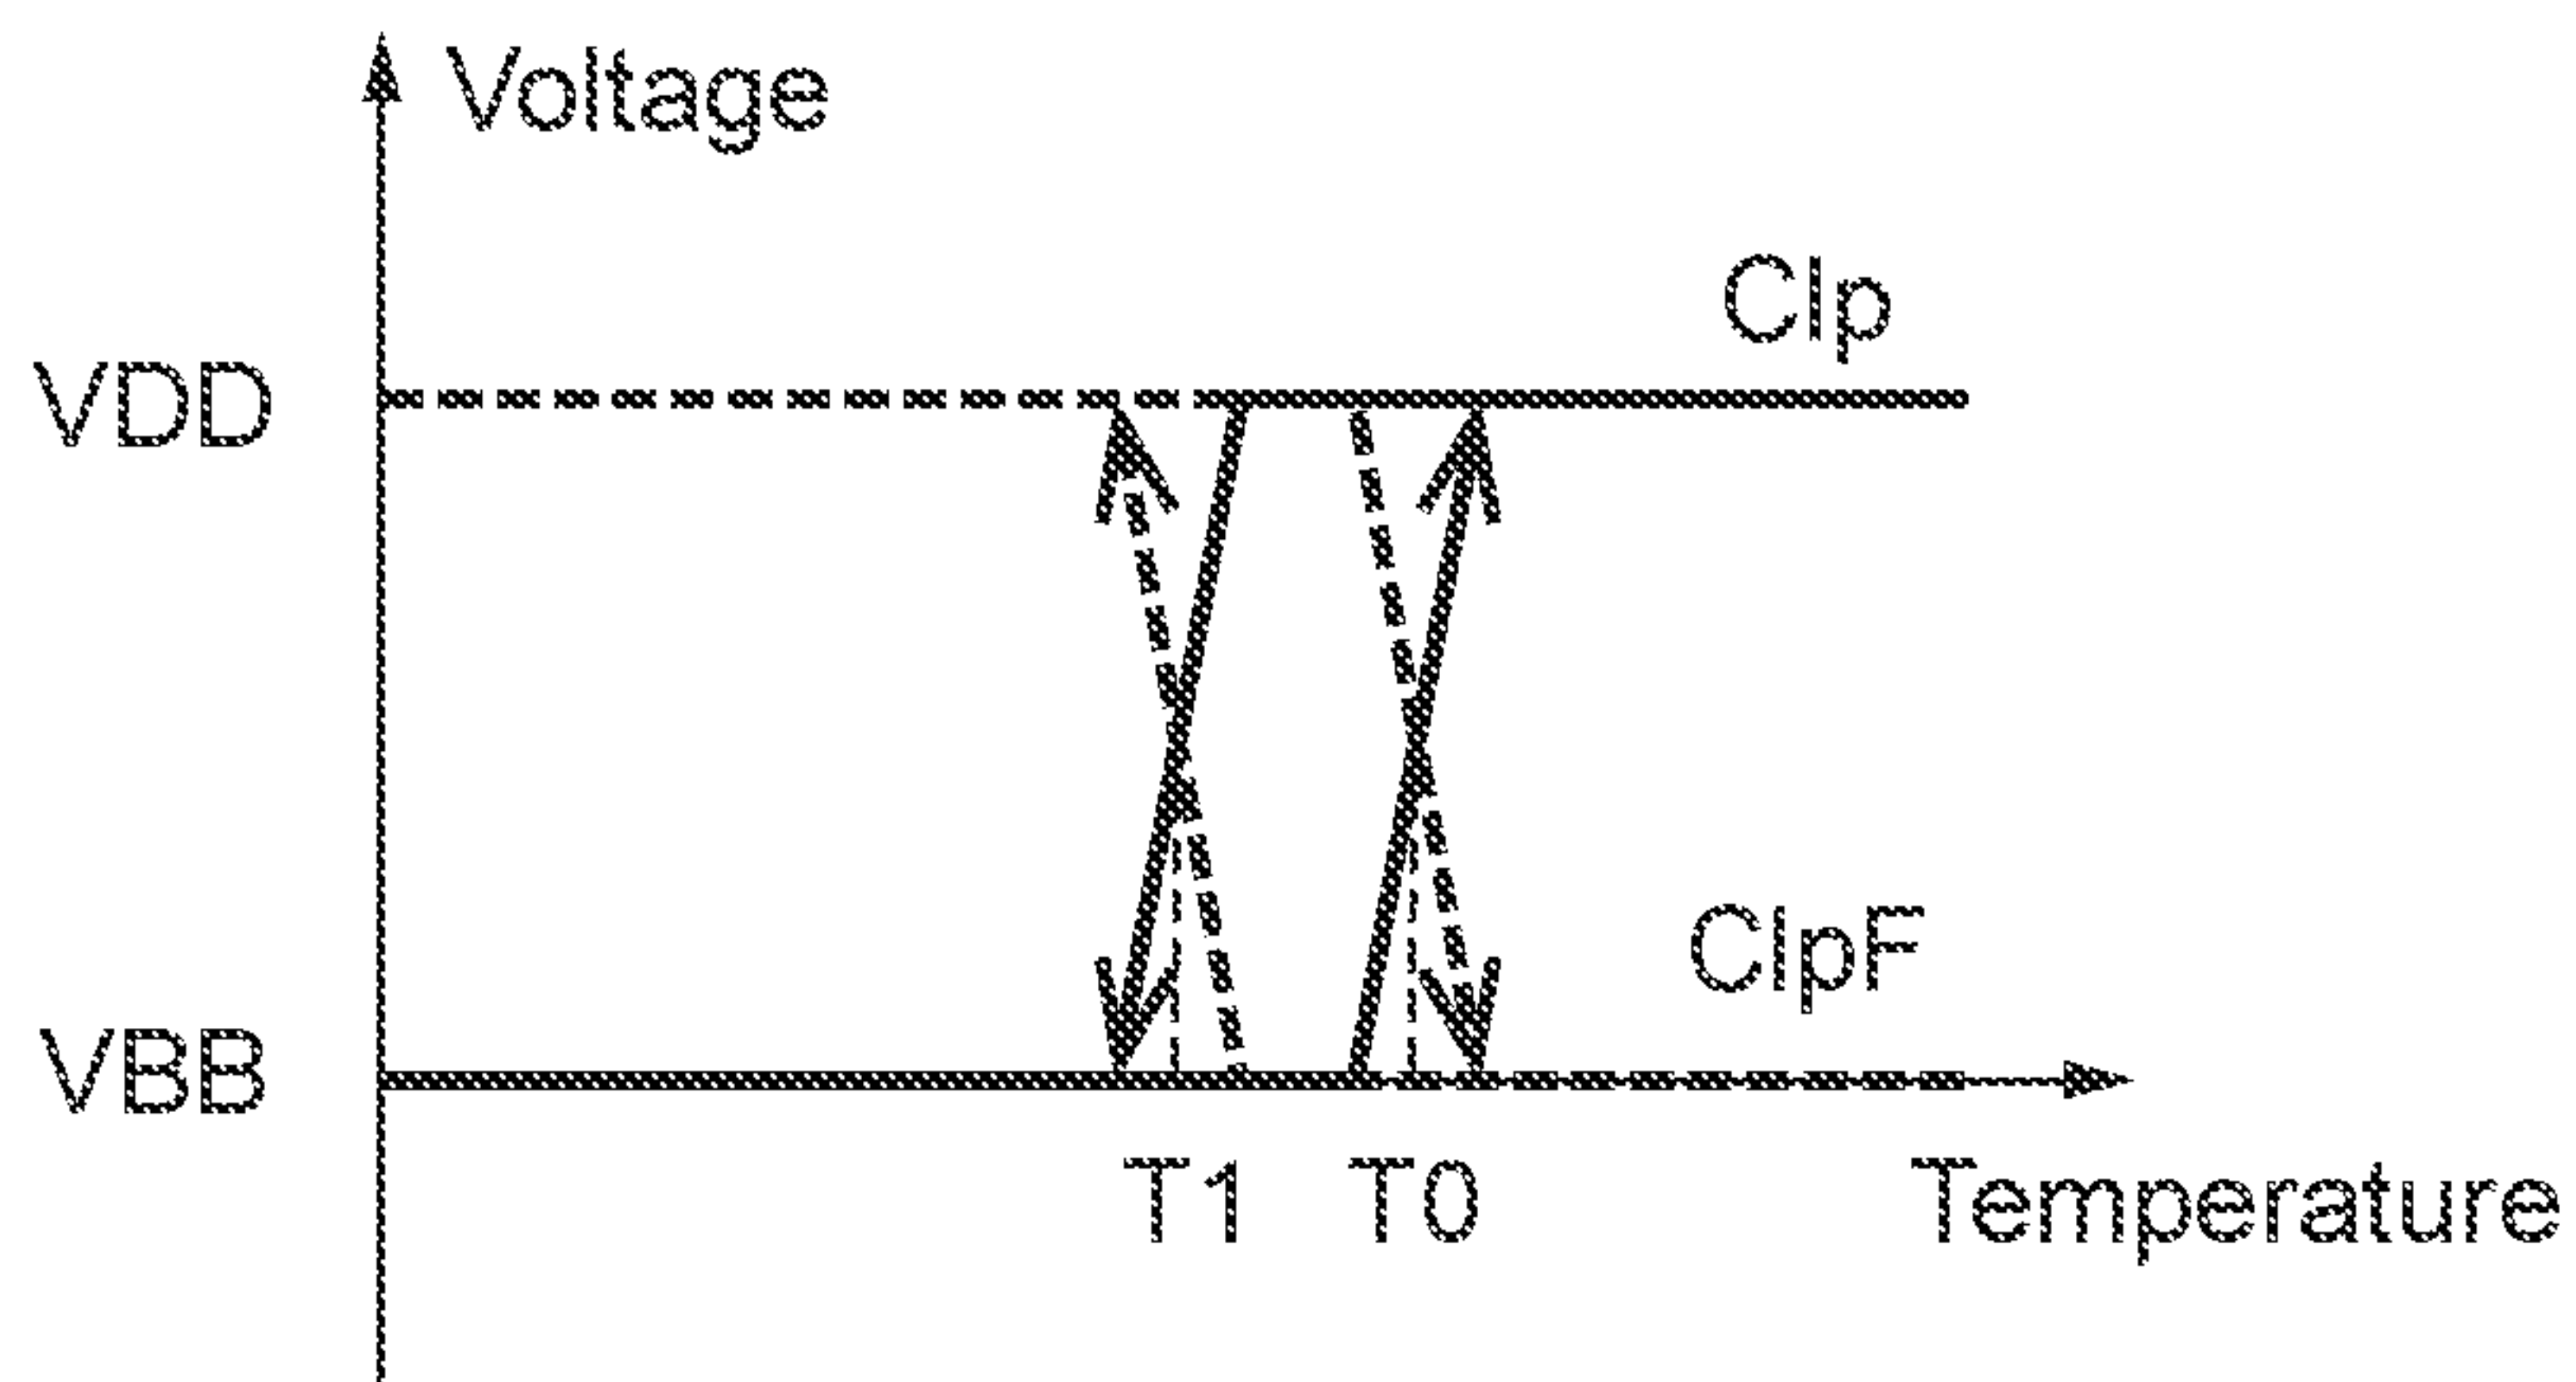 Voltage
Clp
VDD
ClpF
VBB
T1
T0
Temperature